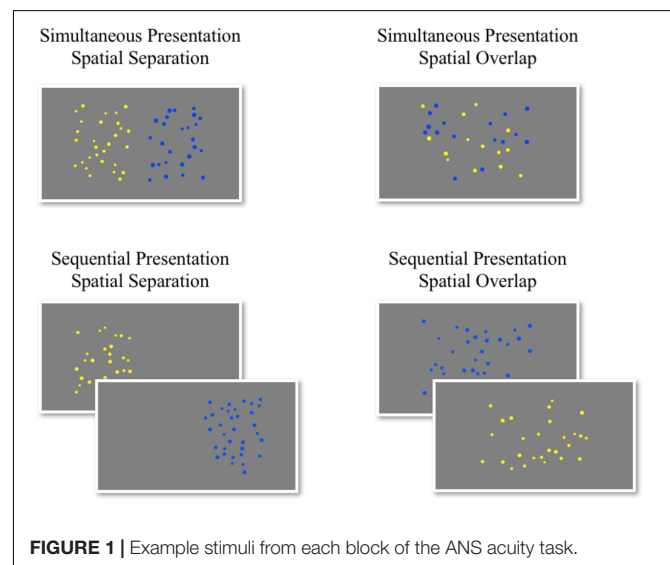 Simultaneous Presentation
Spatial Separation
Simultaneous Presentation
Spatial Overlap
Sequential Presentation
Spatial Separation
Sequential Presentation
Spatial Overlap
FIGURE 1 | Example stimuli from each block of the ANS acuity task.